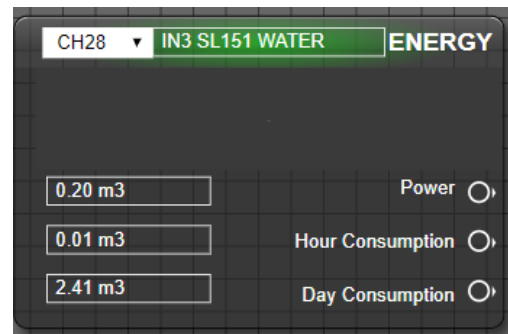 CH28 IN3 SL151 WATER ENERGY
0.20 m3 Power
0.01 m3 Hour Consumption
2.41 m3 Day Consumption